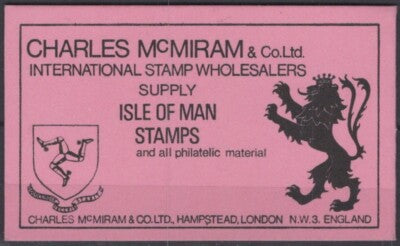 CHARLES McMIRAM & Co.Ltd.
INTERNATIONAL STAMP WHOLESALERS
SUPPLY
ISLE OF MAN
STAMPS
and all philatelic material
CHARLES McMIRAM & CO.LTD., HAMPSTEAD, LONDON N.W.3. ENGLAND